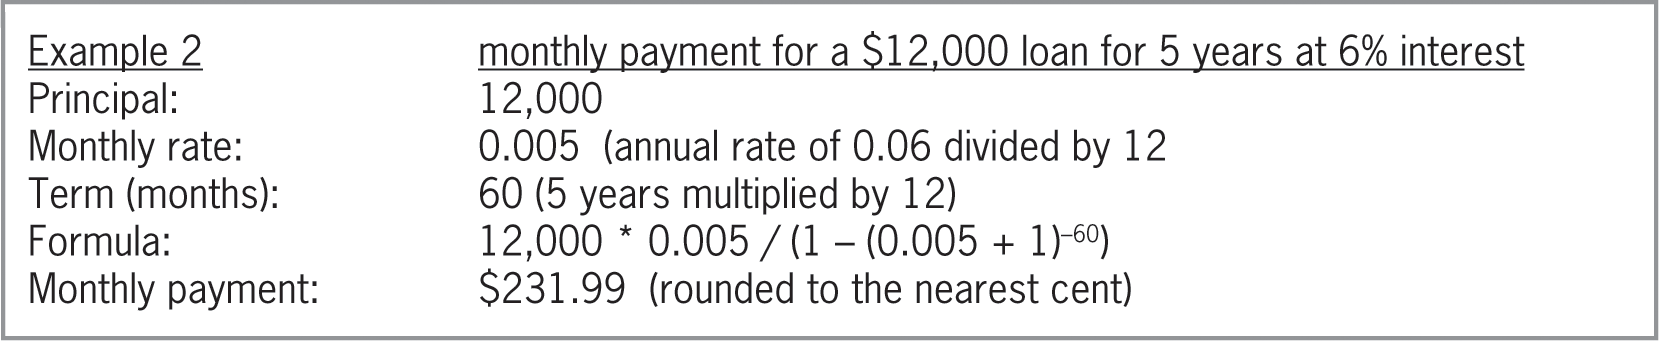 Example 2 monthly payment for a $12,000 loan for 5 years at 6% interest
Principal: 12,000
Monthly rate: 0.005 (annual rate of 0.06 divided by 12
Term (months): 60 (5 years multiplied by 12)
Formula: 12,000 * 0.005 / (1 – (0.005 + 1)⁻⁶⁰)
Monthly payment: $231.99 (rounded to the nearest cent)